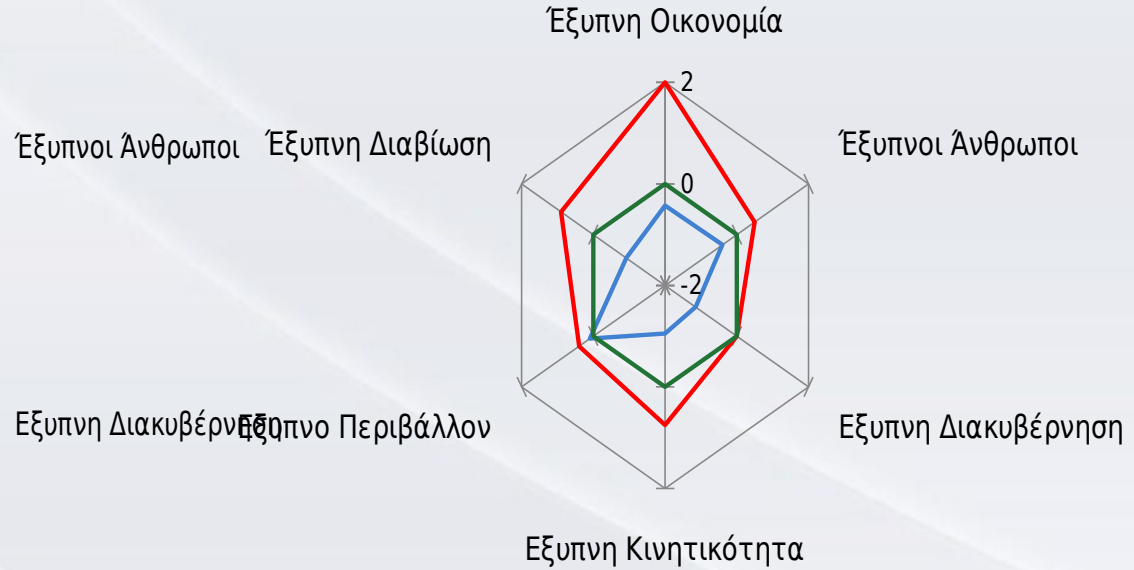 Έξυπνη Οικονομία
2
Έξυπνοι Άνθρωποι
Έξυπνη Διαβίωση
Έξυπνοι Άνθρωποι
0
-2
Εξυπνη Διακυβέρνηση
Εξυπνο Περιβάλλον
Εξυπνη Διακυβέρνηση
Εξυπνη Κινητικότητα